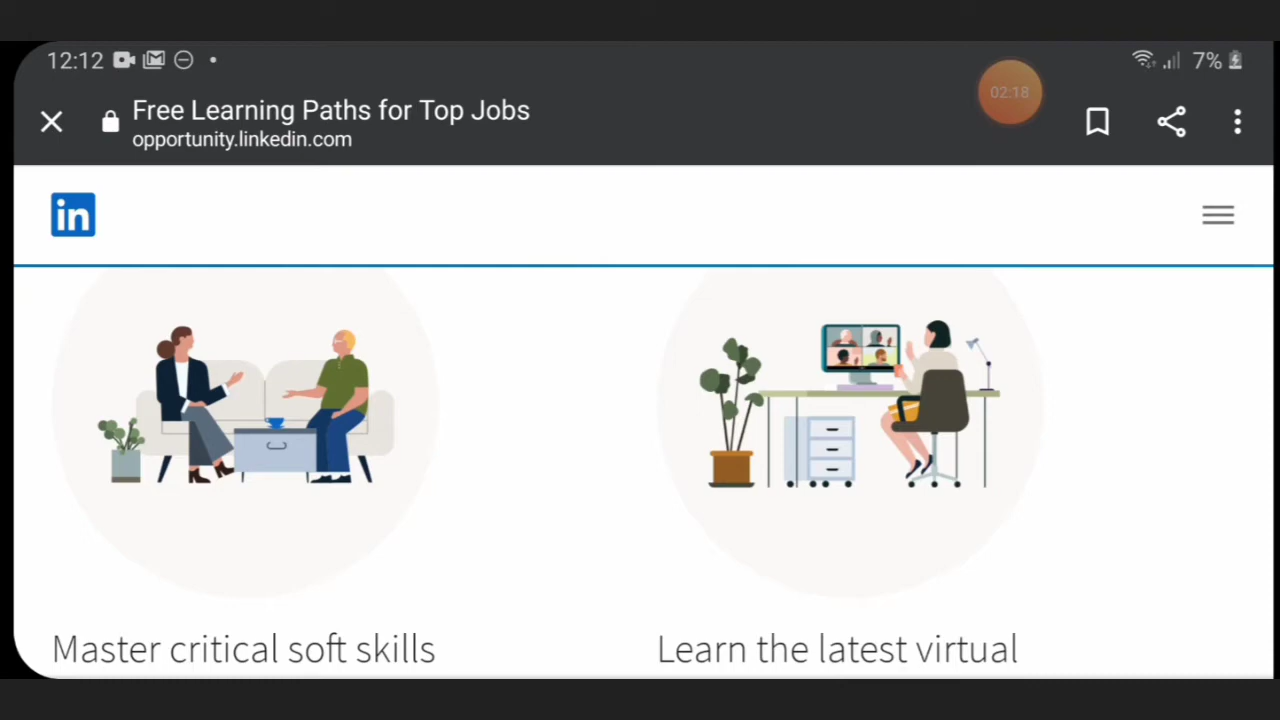 12:12
7%
02:18
Free Learning Paths for Top Jobs
opportunity.linkedin.com
in
Master critical soft skills
Learn the latest virtual